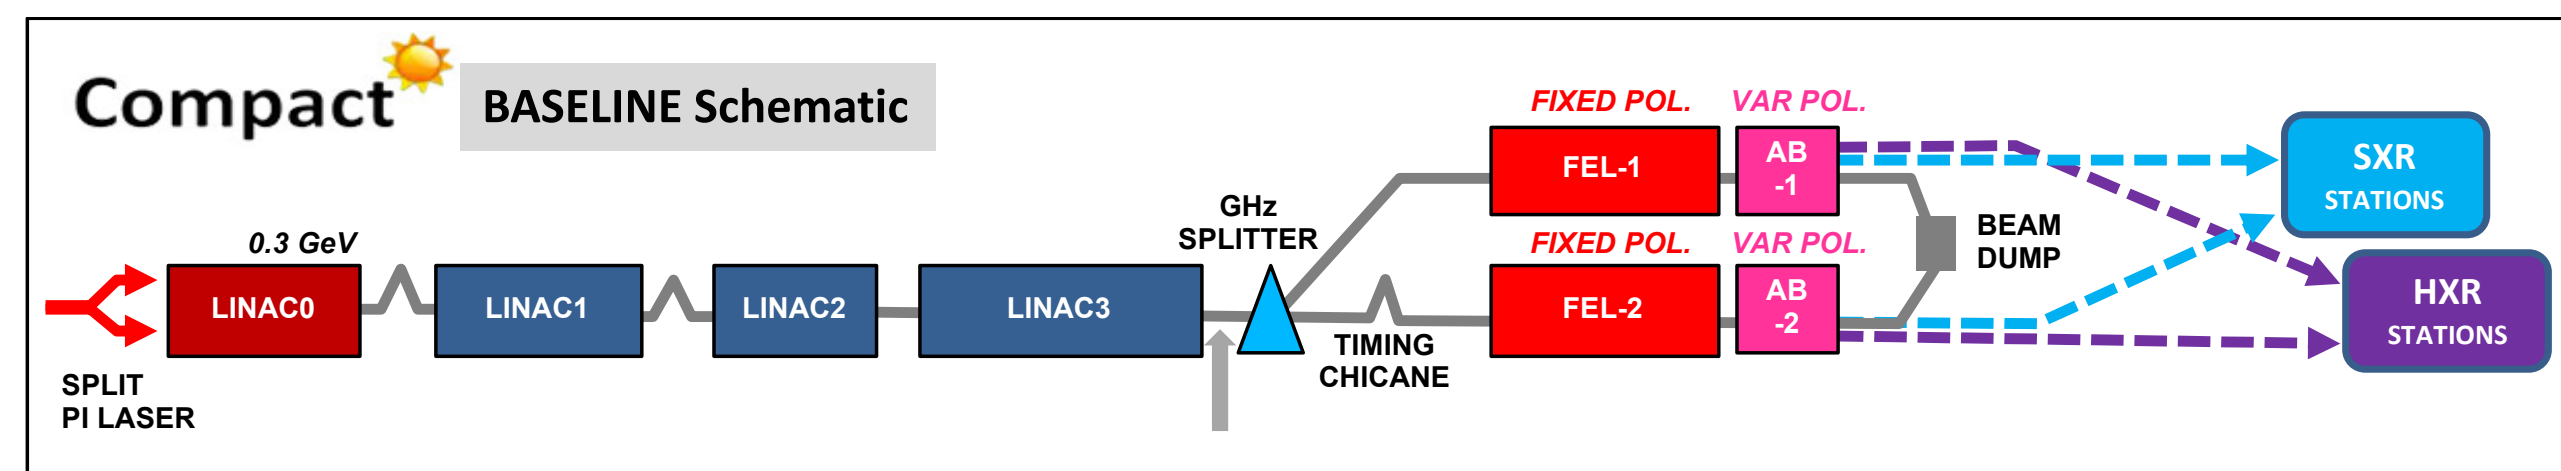 Compact
BASELINE Schematic
FIXED POL.
VAR POL.
FEL-1
AB
-1
SXR
STATIONS
GHz
SPLITTER
0.3 GeV
FIXED POL.
VAR POL.
BEAM
DUMP
LINAC0
LINAC1
LINAC2
LINAC3
FEL-2
AB
-2
HXR
STATIONS
TIMING
CHICANE
SPLIT
PI LASER